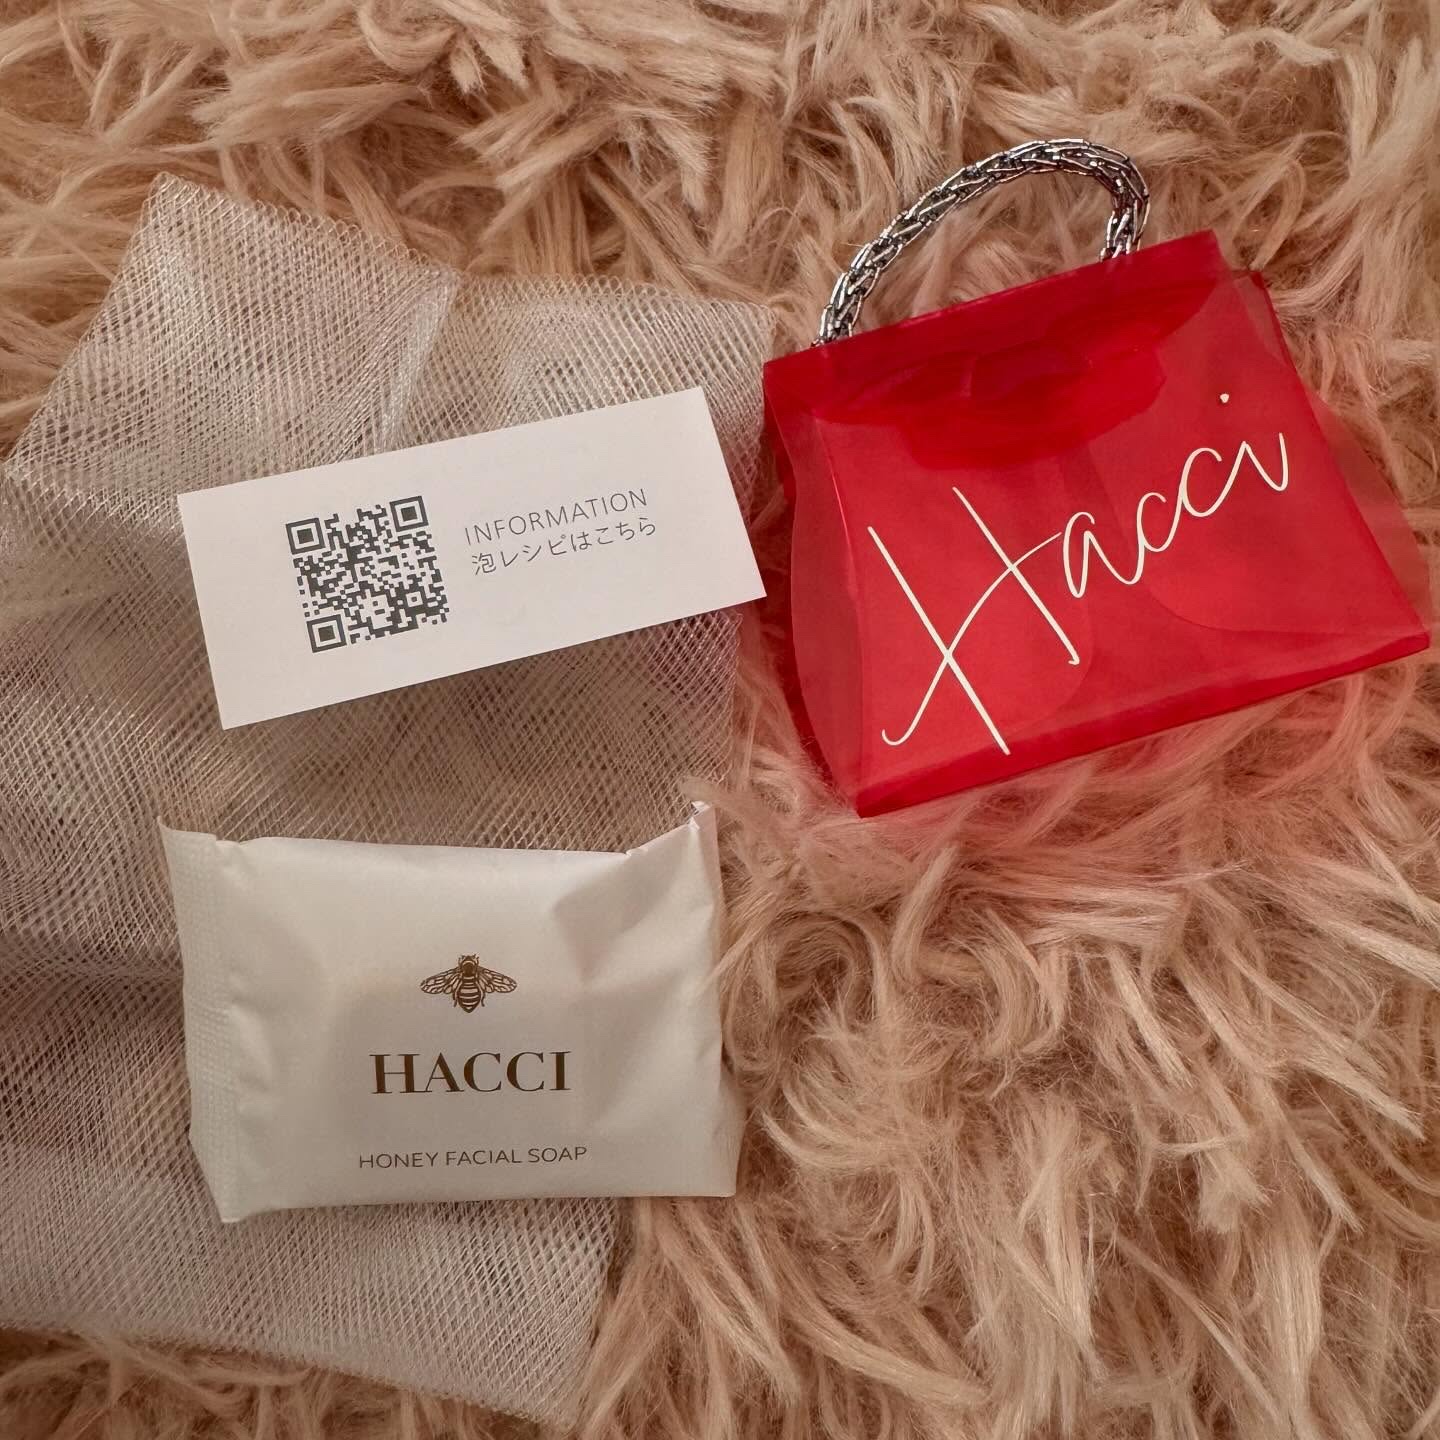 INFORMATION
泡レシピはこちら
Hacci
HACCI
HONEY FACIAL SOAP